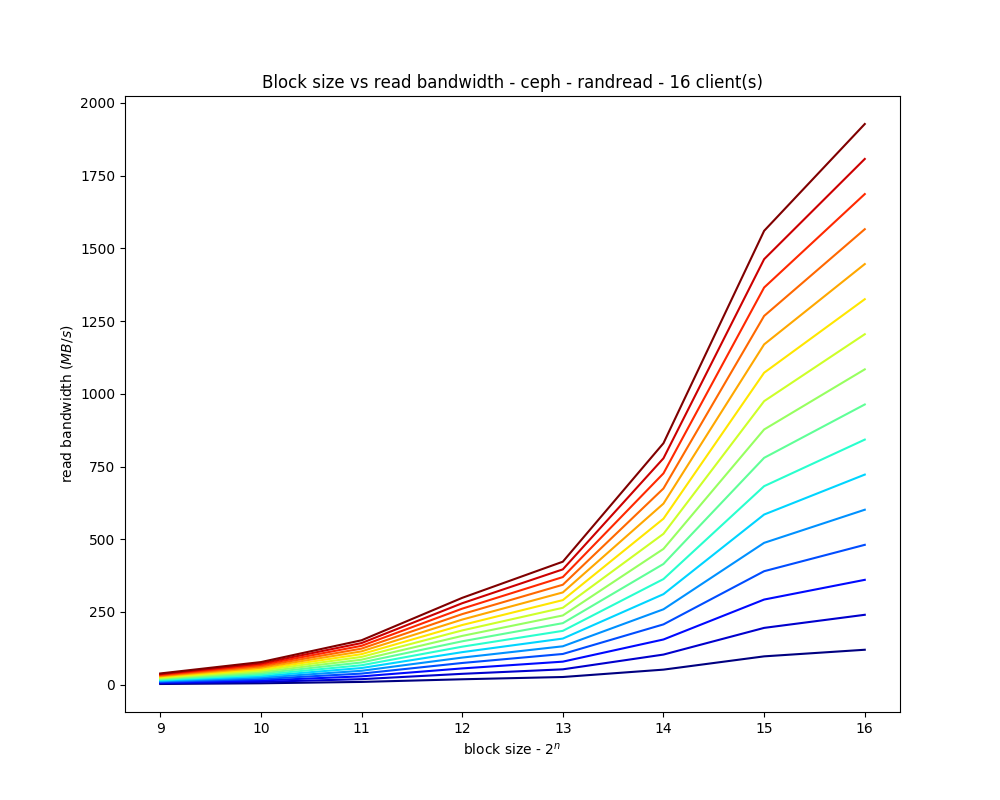 Block size vs read bandwidth - ceph - randread - 16 client(s)
2000
1750
1500
1250
1000
750
500
250
0
read bandwidth (MB/s)
9 10 11 12 13 14 15 16
block size - 2^n